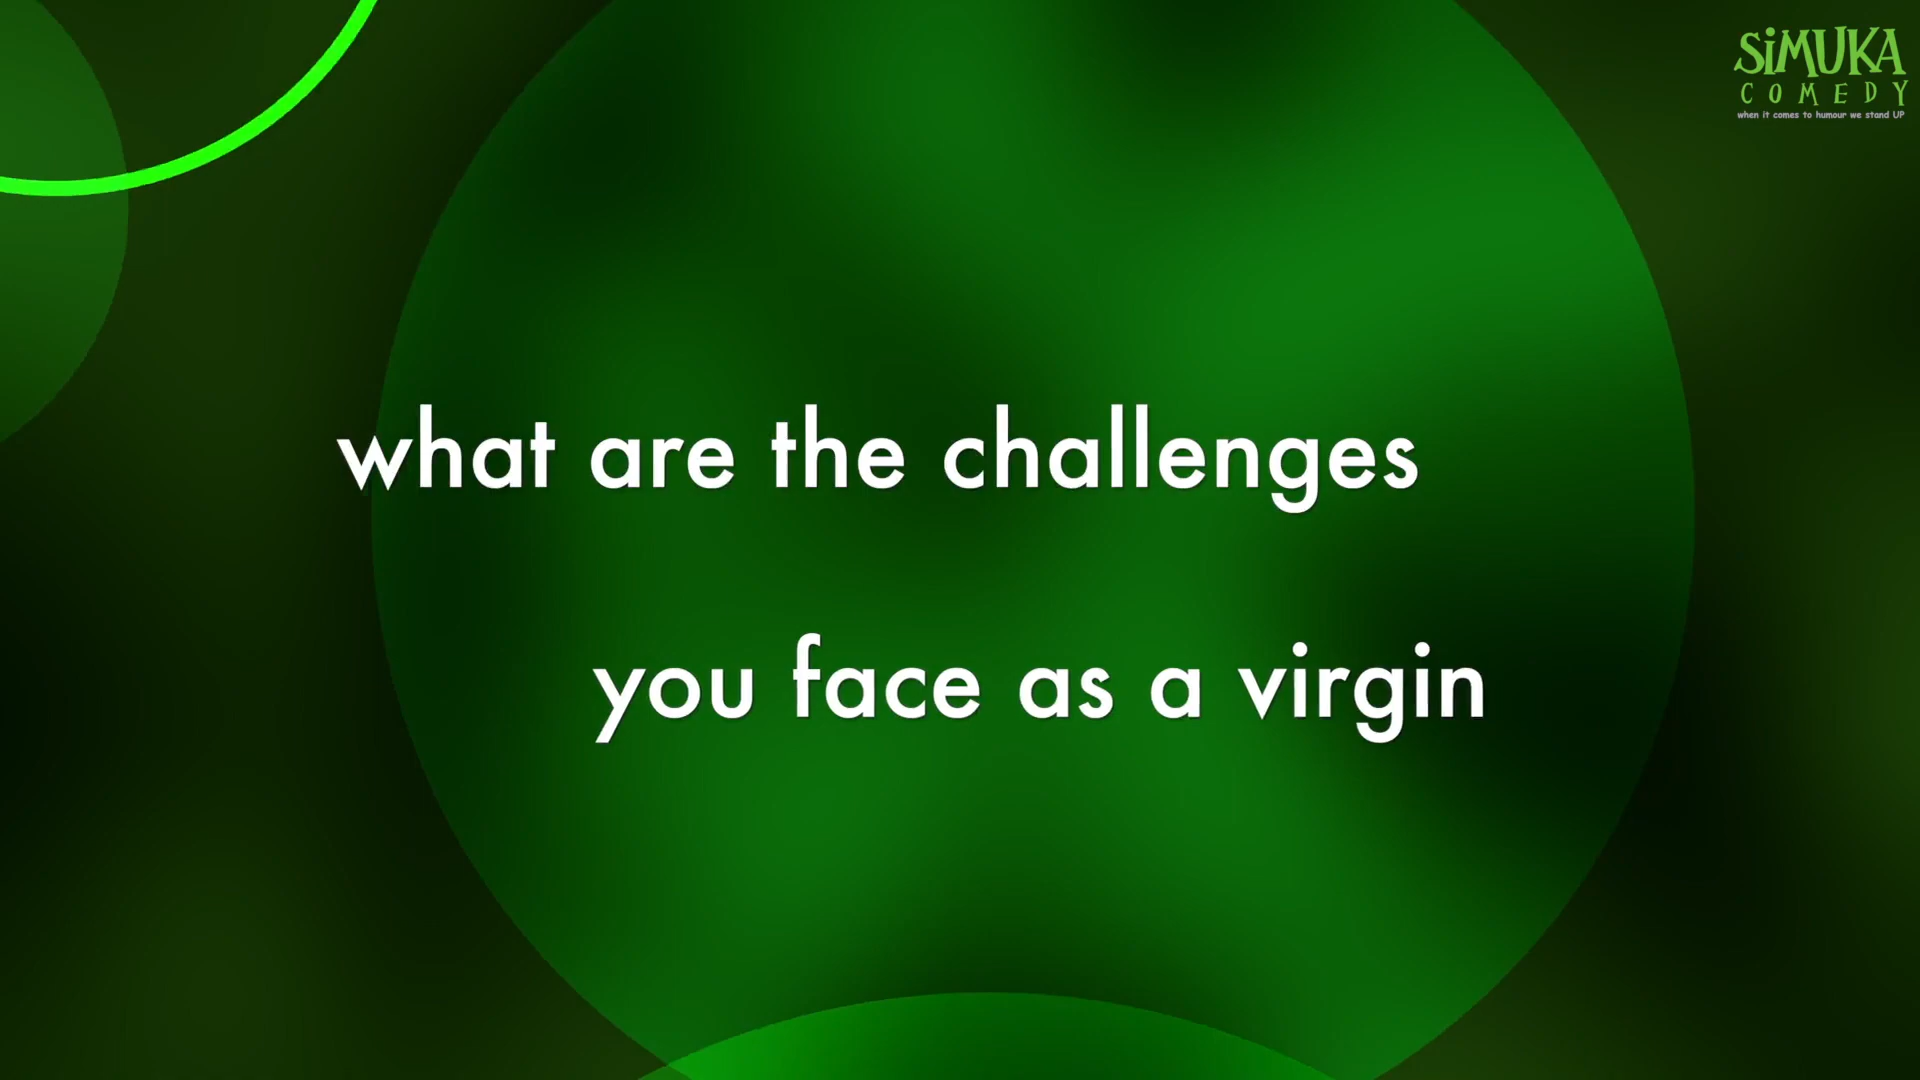 SiMUKA
COMEDY
when it comes to humour we stand UP
what are the challenges
you face as a virgin